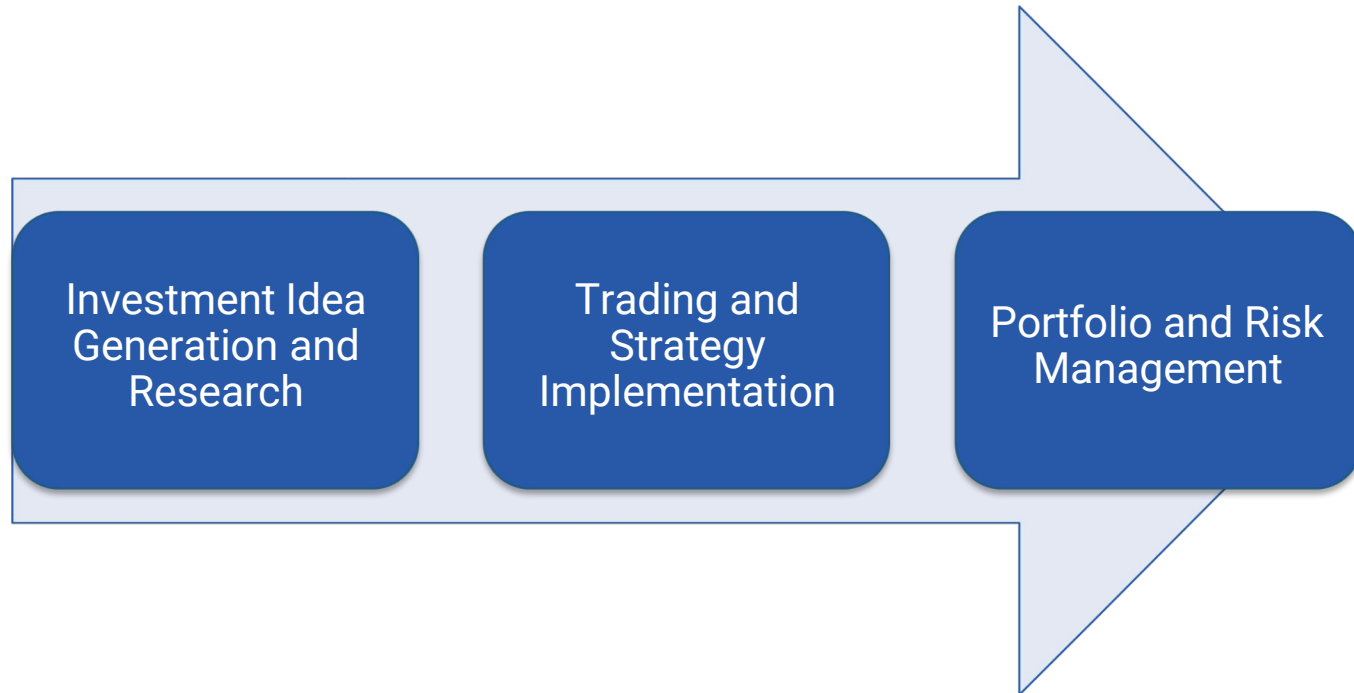 Investment Idea
Generation and
Research
Trading and
Strategy
Implementation
Portfolio and Risk
Management